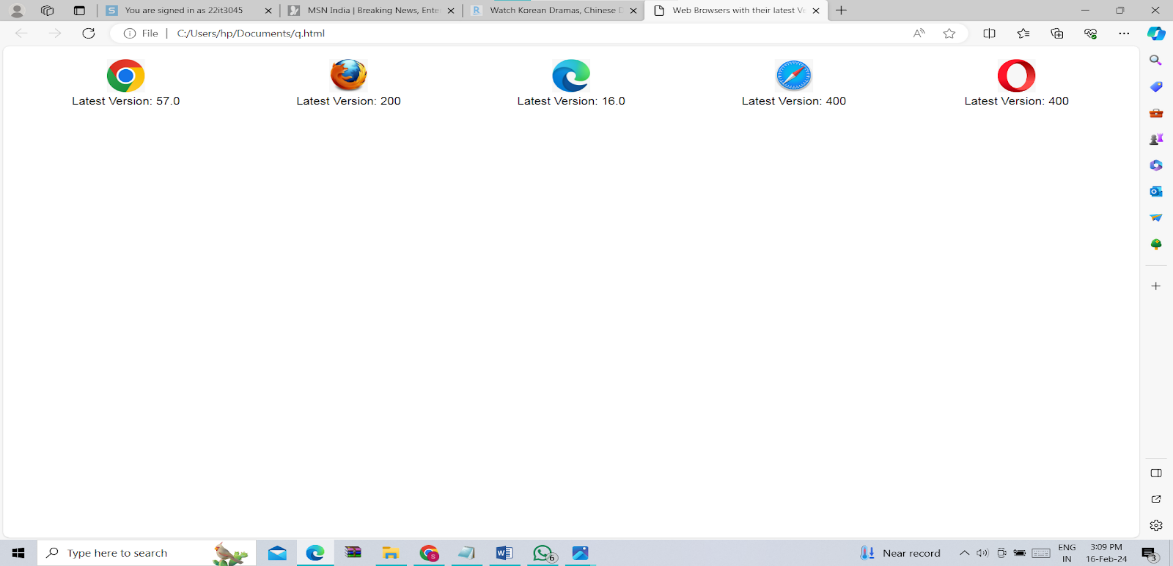 You are signed in as 22it3045
MSN India | Breaking News, Ente
Watch Korean Dramas, Chinese D
Web Browsers with their latest Ve
File | C:/Users/hp/Documents/q.html
Latest Version: 57.0
Latest Version: 200
Latest Version: 16.0
Latest Version: 400
Latest Version: 400
Type here to search
Near record
ENG
IN
3:09 PM
16-Feb-24